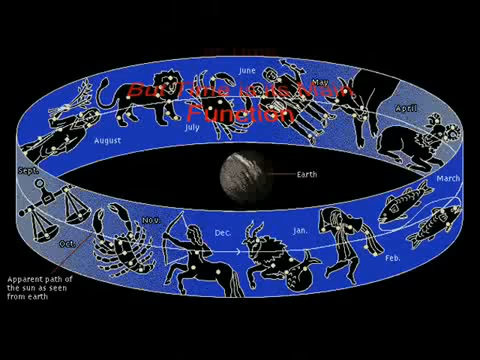 June
May
But Time is its Main
Function
April
July
August
Sept.
Earth
March
Nov.
Oct.
Dec.
Jan.
Feb.
Apparent path of
the sun as seen
from earth